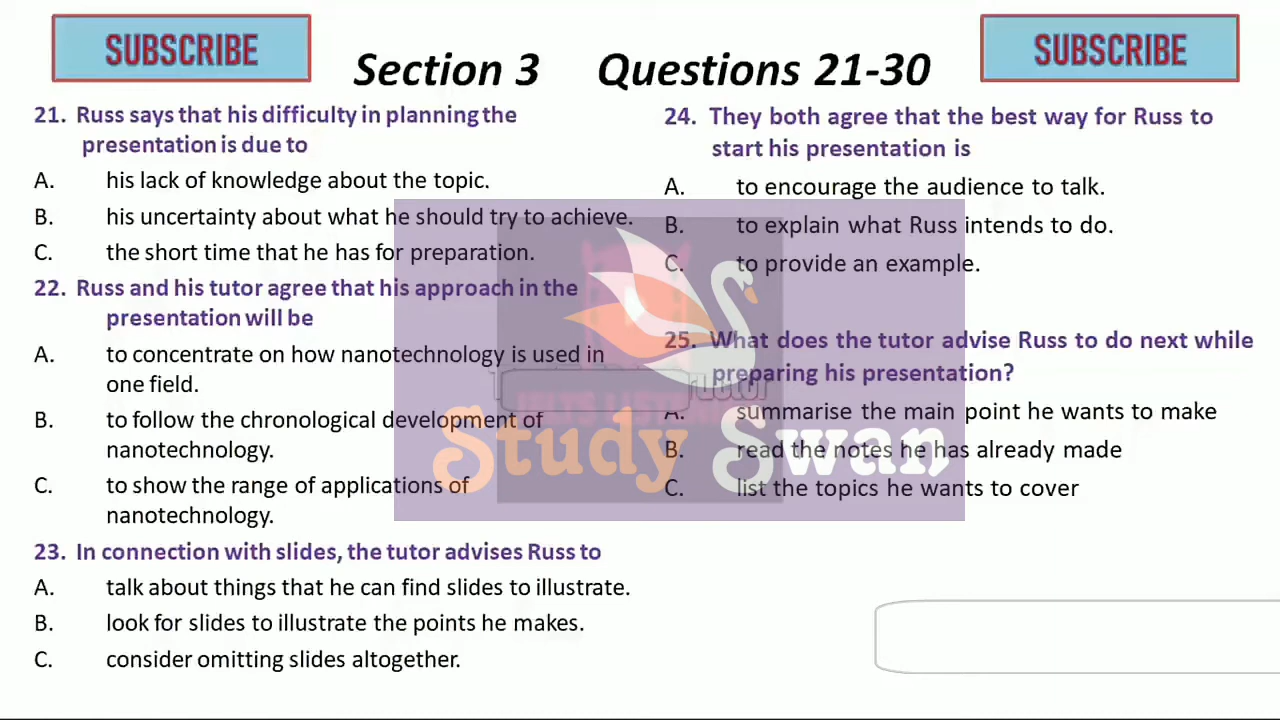 SUBSCRIBE
Section 3 Questions 21-30
SUBSCRIBE
21. Russ says that his difficulty in planning the
presentation is due to
A. his lack of knowledge about the topic.
B. his uncertainty about what he should try to achieve.
C. the short time that he has for preparation.
22. Russ and his tutor agree that his approach in the
presentation will be
A. to concentrate on how nanotechnology is used in
one field.
B. to follow the chronological development of
nanotechnology.
C. to show the range of applications of
nanotechnology.
23. In connection with slides, the tutor advises Russ to
A. talk about things that he can find slides to illustrate.
B. look for slides to illustrate the points he makes.
C. consider omitting slides altogether.
24. They both agree that the best way for Russ to
start his presentation is
A. to encourage the audience to talk.
B. to explain what Russ intends to do.
C. to provide an example.
25. What does the tutor advise Russ to do next while
preparing his presentation?
A. summarise the main point he wants to make
B. read the notes he has already made
C. list the topics he wants to cover
Study Swan